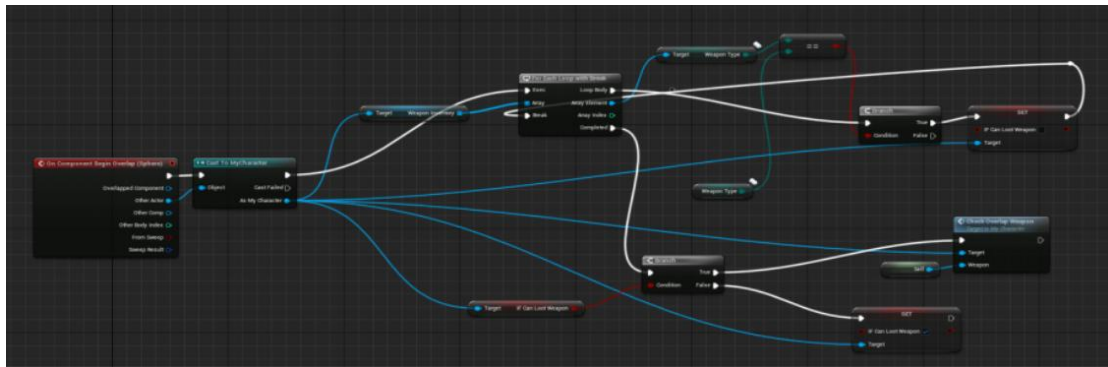 On Component Begin Overlap (Sphere)
Overlapped Component
Other Actor
Other Comp
Other Body Index
From Sweep
Sweep Result
Cast To MyCharacter
Object
Cast Failed
As My Character
Target
Weapon Inventory
For Each Loop with Break
Exec
Loop Body
Array
Array Element
Break
Array Index
Completed
Target
Weapon Type
==
Weapon Type
Branch
True
Condition
False
SET
If Can Loot Weapon
Target
Target
If Can Loot Weapon
Branch
True
Condition
False
Check Overlap Weapon
Target is My Character
Target
Self
Weapon
SET
If Can Loot Weapon
Target